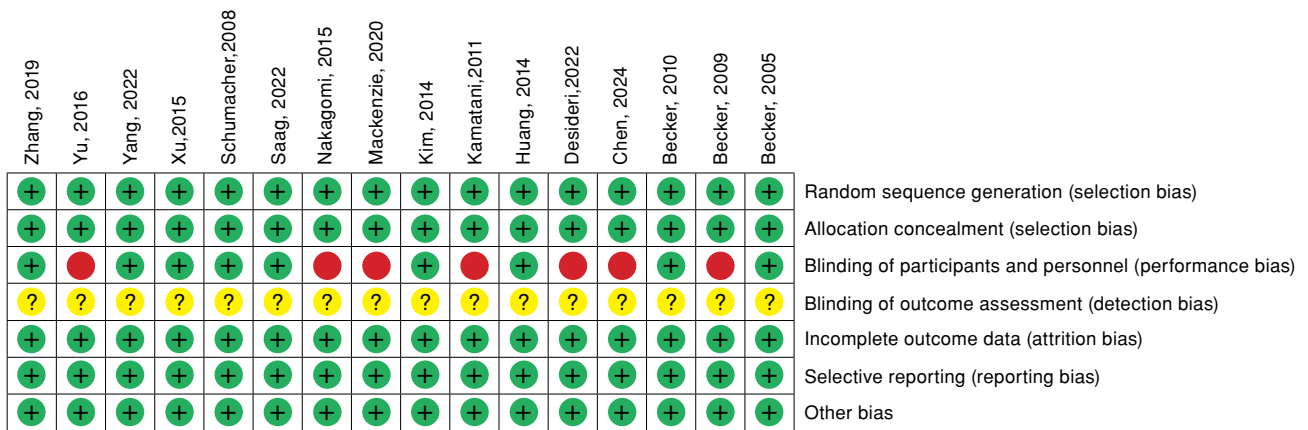 Zhang, 2019
Yu, 2016
Yang, 2022
Xu,2015
Schumacher,2008
Saag, 2022
Nakagomi, 2015
Mackenzie, 2020
Kim, 2014
Kamatani,2011
Huang, 2014
Desideri,2022
Chen, 2024
Becker, 2010
Becker, 2009
Becker, 2005
+ + + + + + + + + + + + + + + + Random sequence generation (selection bias)
+ + + + + + + + + + + + + + + + Allocation concealment (selection bias)
+ + + + + + + + + Blinding of participants and personnel (performance bias)
? ? ? ? ? ? ? ? ? ? ? ? ? ? ? ? Blinding of outcome assessment (detection bias)
+ + + + + + + + + + + + + + + + Incomplete outcome data (attrition bias)
+ + + + + + + + + + + + + + + + Selective reporting (reporting bias)
+ + + + + + + + + + + + + + + + Other bias